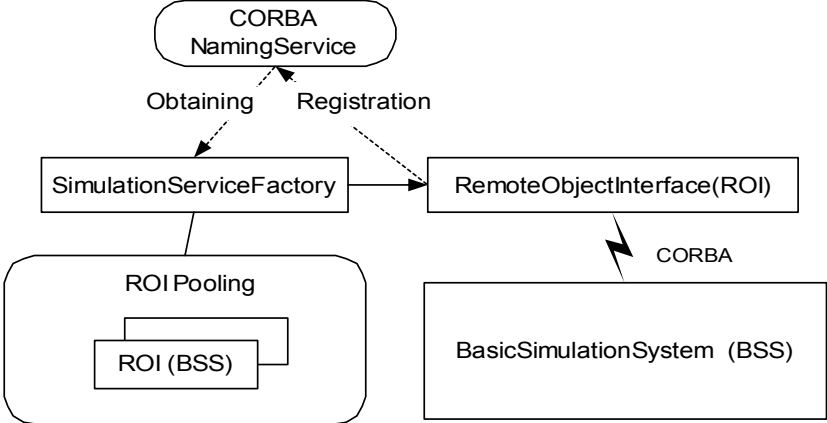 CORBA
NamingService
Obtaining
Registration
SimulationServiceFactory
RemoteObjectInterface(ROI)
CORBA
ROI Pooling
ROI (BSS)
BasicSimulationSystem (BSS)